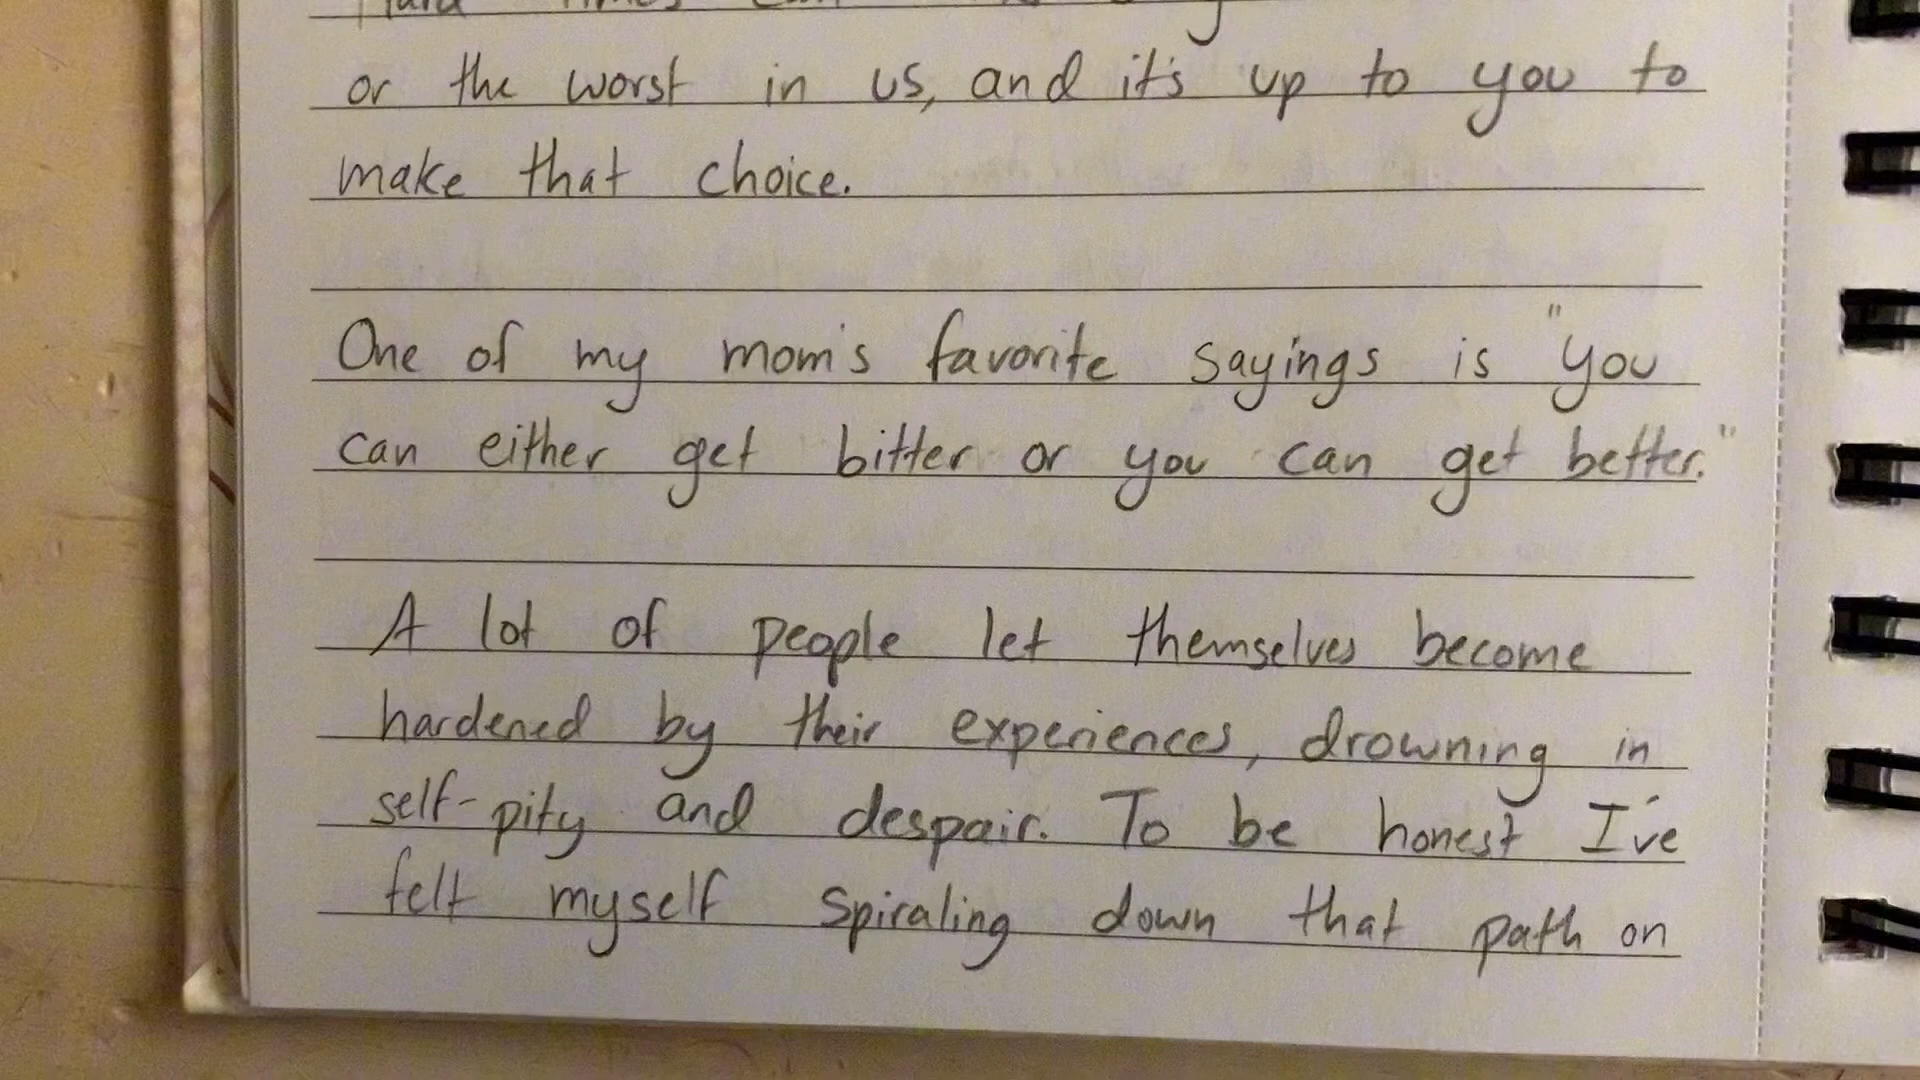 Hard times can
or the worst in us, and it's up to you to
make that choice.
One of my mom's favorite sayings is "you
can either get bitter or you can get better."
A lot of people let themselves become
hardened by their experiences, drowning in
self-pity and despair. To be honest I've
felt myself spiraling down that path on